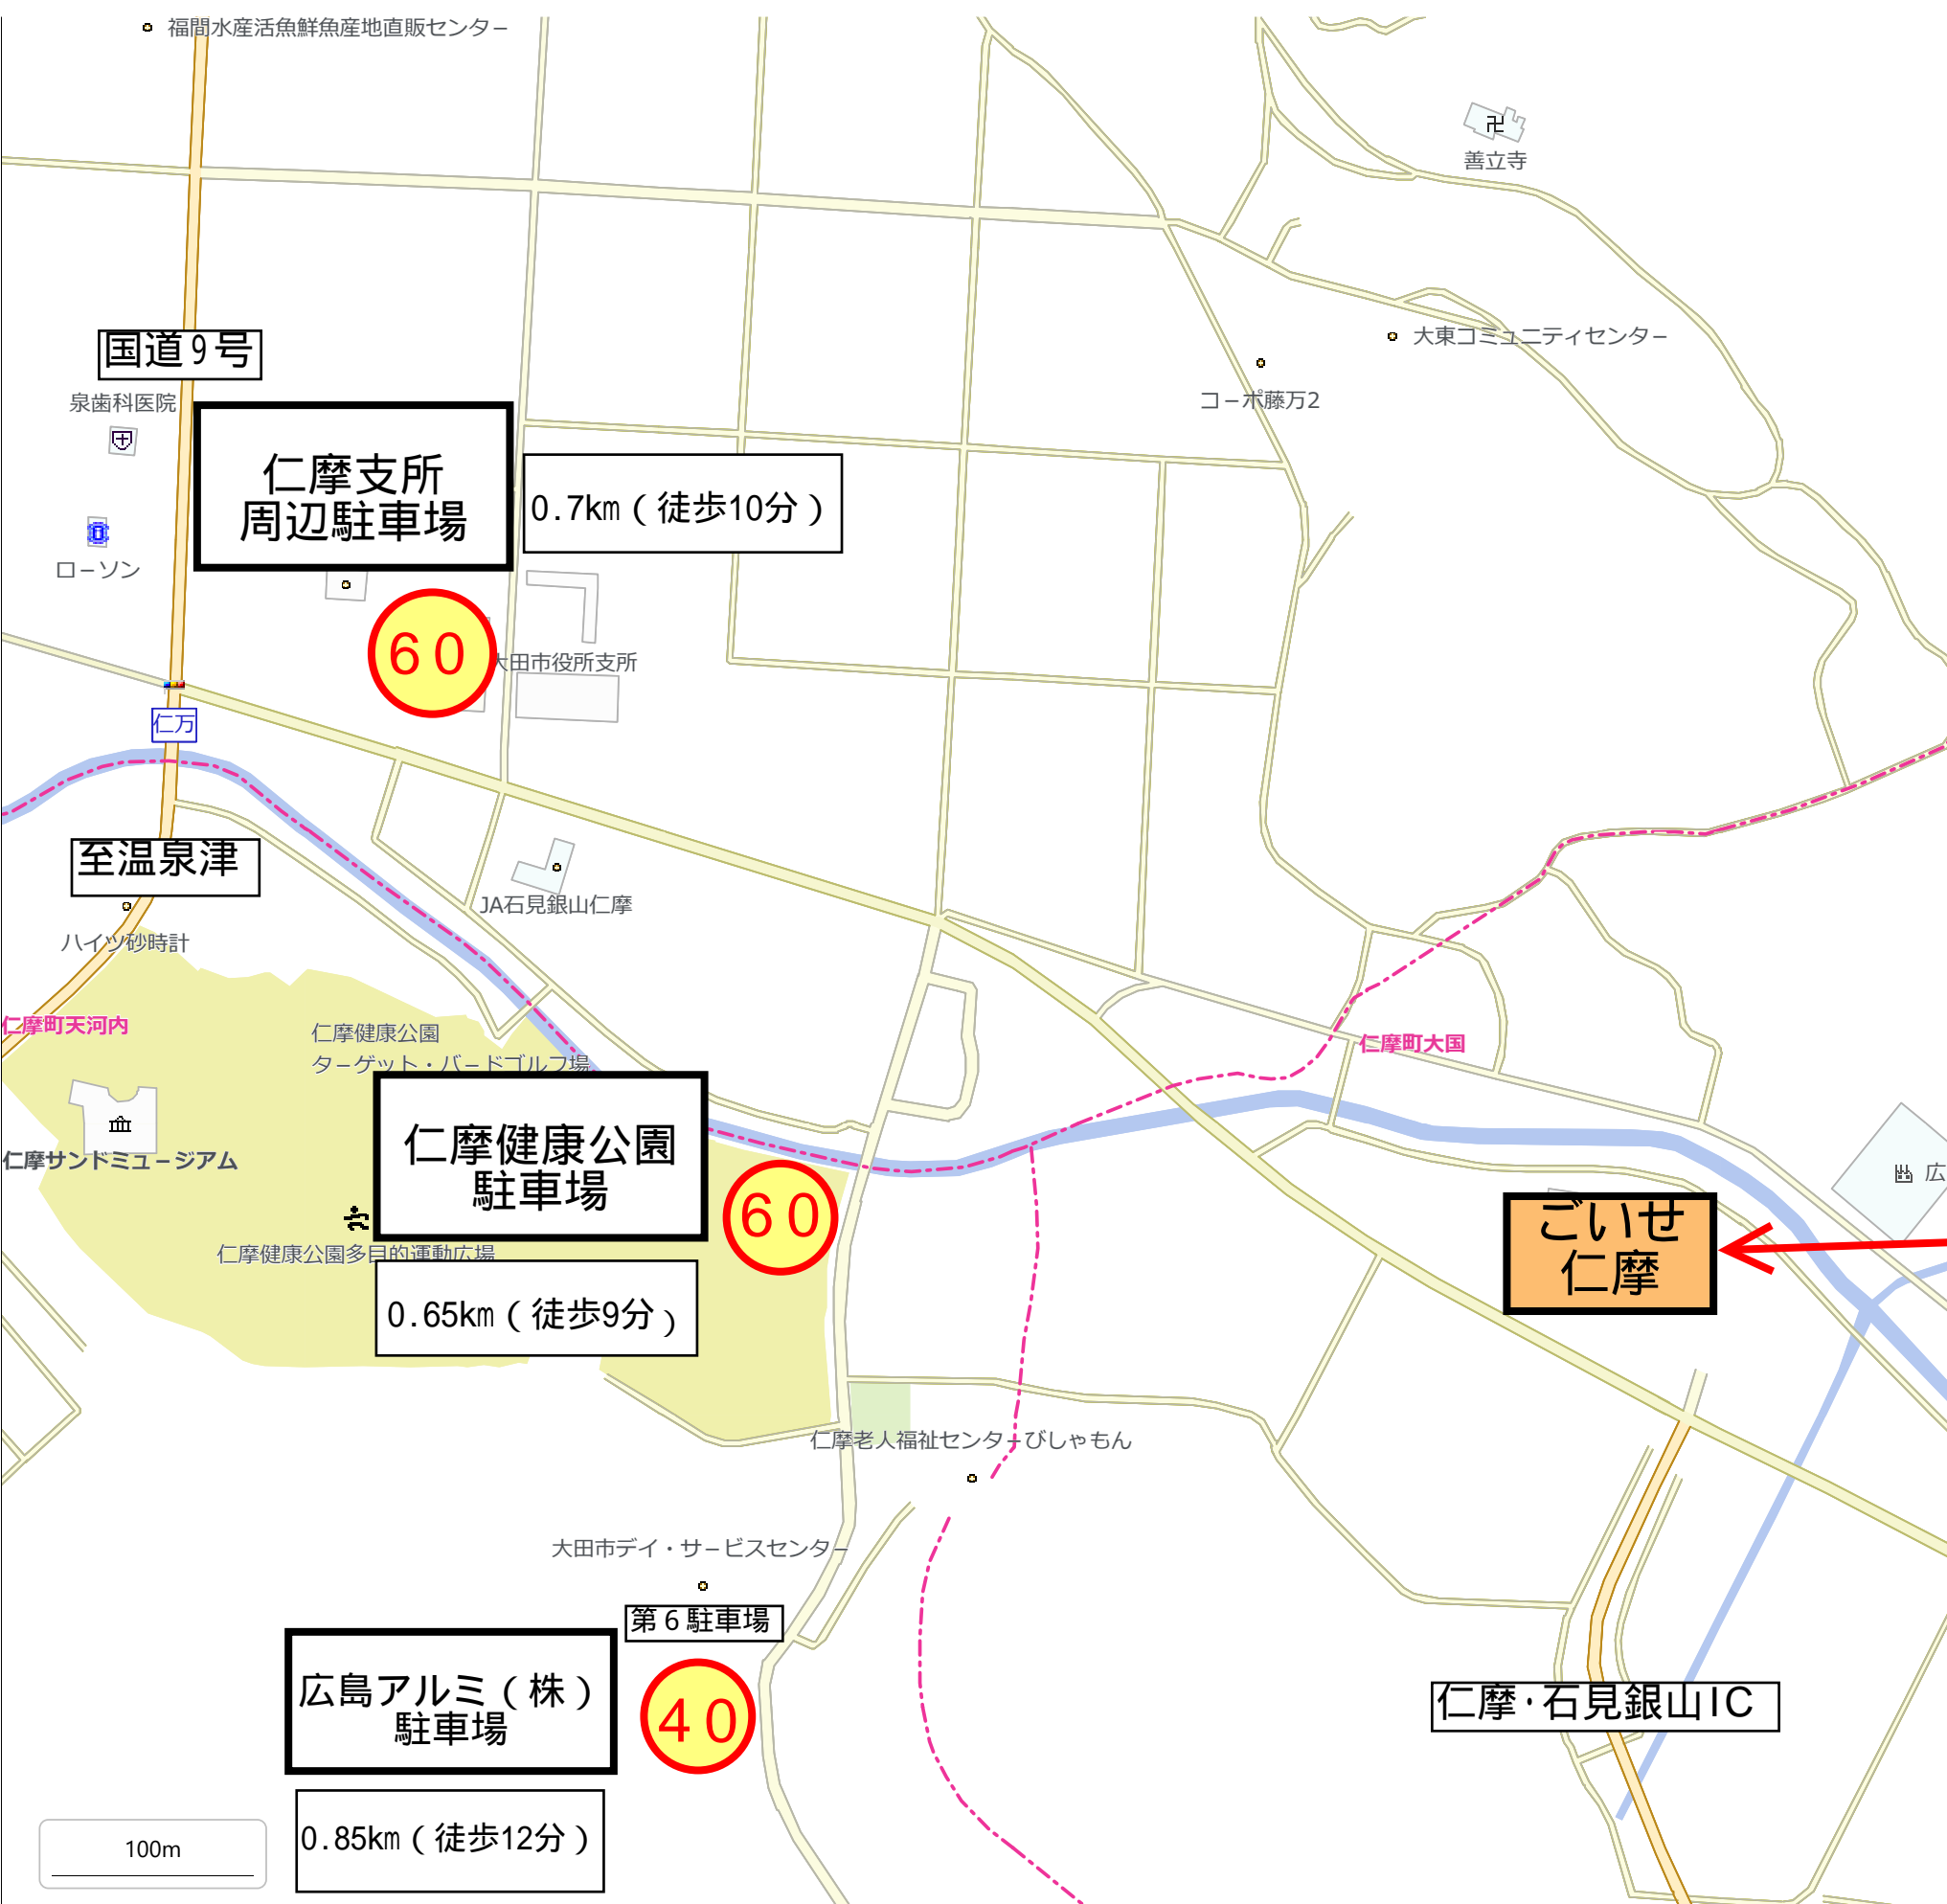 福間水産活魚鮮魚産地直販センター
善立寺
国道9号
大東コミュニティセンター
泉歯科医院
コーポ藤万2
仁摩支所
周辺駐車場
0.7km(徒歩10分)
ローソン
60
大田市役所支所
仁万
至温泉津
JA石見銀山仁摩
ハイツ砂時計
仁摩町天河内
仁摩健康公園
ターゲット・バードゴルフ場
仁摩町大国
仁摩健康公園
駐車場
仁摩サンドミュージアム
広
60
ごいせ
仁摩
仁摩健康公園多目的運動広場
0.65km(徒歩9分)
仁摩老人福祉センターびしゃもん
大田市デイ・サービスセンター
第6駐車場
広島アルミ(株)
駐車場
40
仁摩・石見銀山IC
0.85km(徒歩12分)
100m